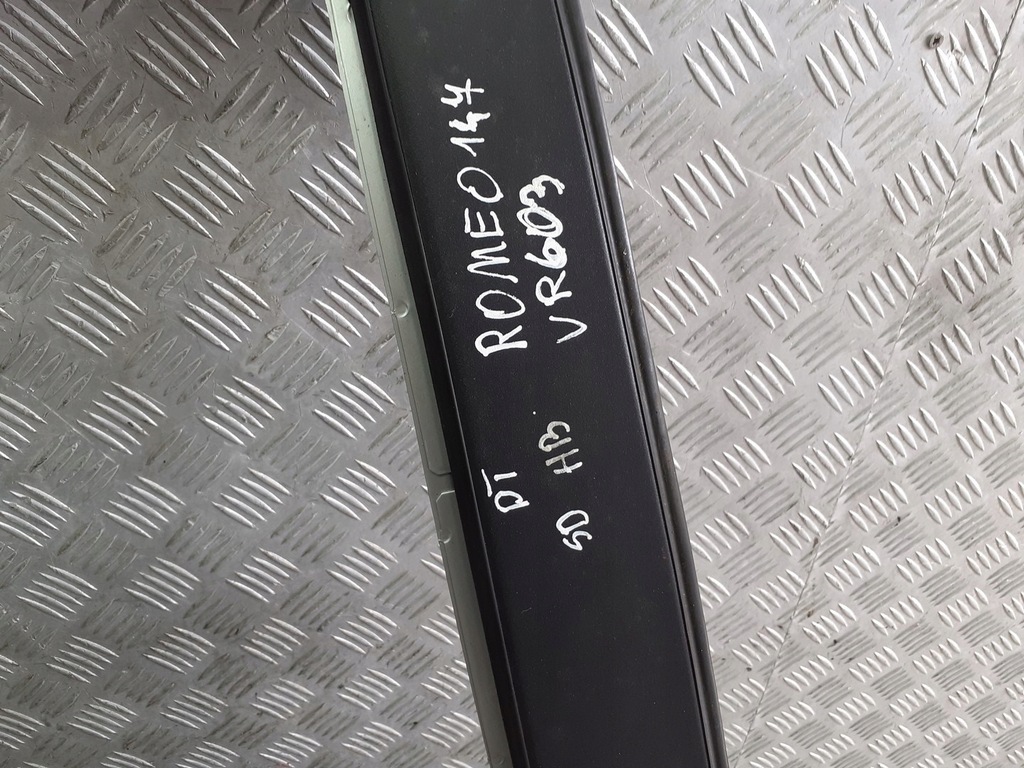 ROMEO 147
VR603
DT
5D HB